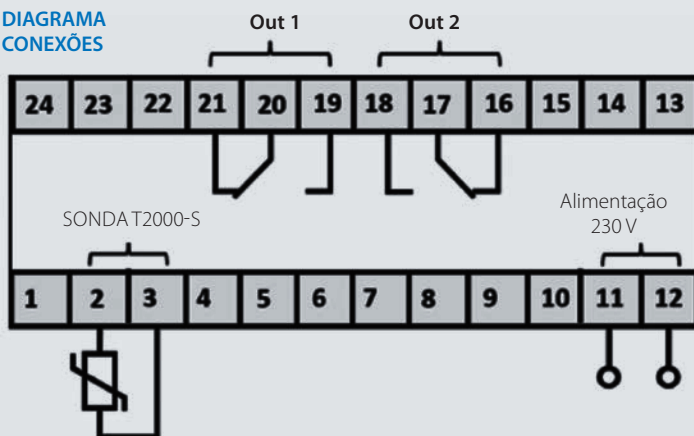 DIAGRAMA
CONEXÕES
Out 1 Out 2
24 23 22 21 20 19 18 17 16 15 14 13
SONDA T2000-S
Alimentação
230 V
1 2 3 4 5 6 7 8 9 10 11 12